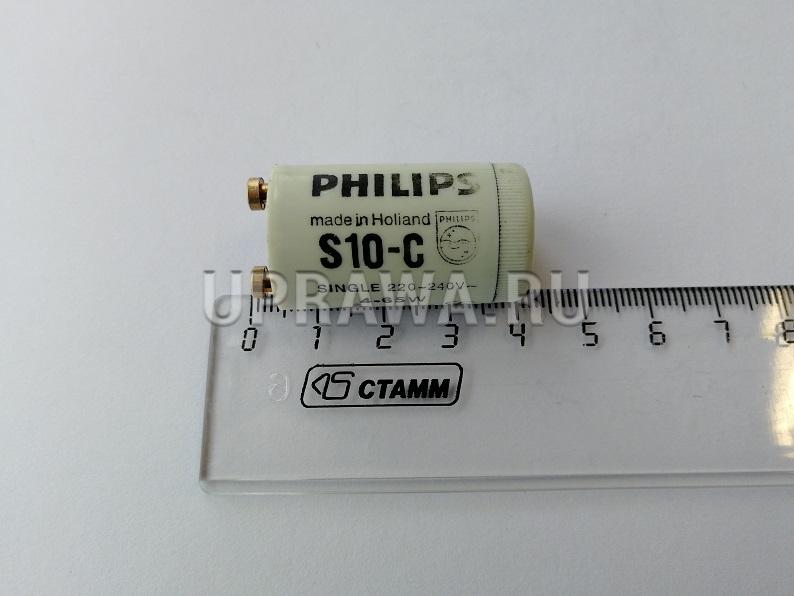 PHILIPS
made in Holland
PHILIPS
S10-C
SINGLE 220-240V~
4-65W
UPRAWA.RU
0 1 2 3 4 5 6 7 8
СТАММ